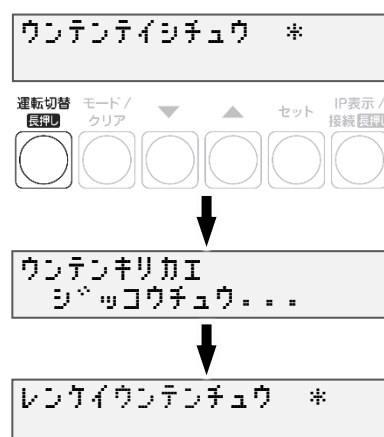 ウンテンテイシチュウ ＊
運転切替
長押し
モード /
クリア
▼
▲
セット
IP表示 /
接続 長押し
ウンテンキリカエ
ジッコウチュウ...
レンケイウンテンチュウ ＊